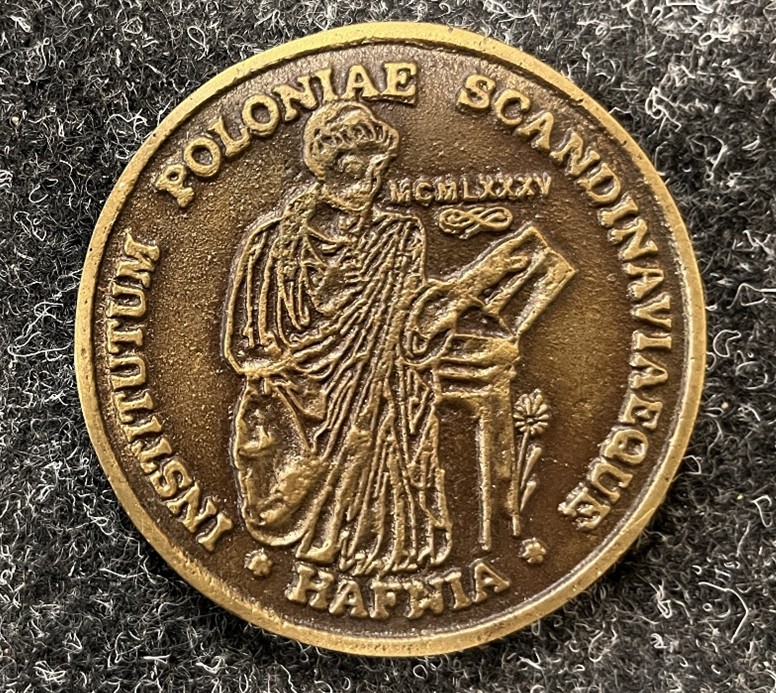 INSTITUTUM POLONIAE SCANDINAVIAEQUE
MCMLXXXV
HAFNIA